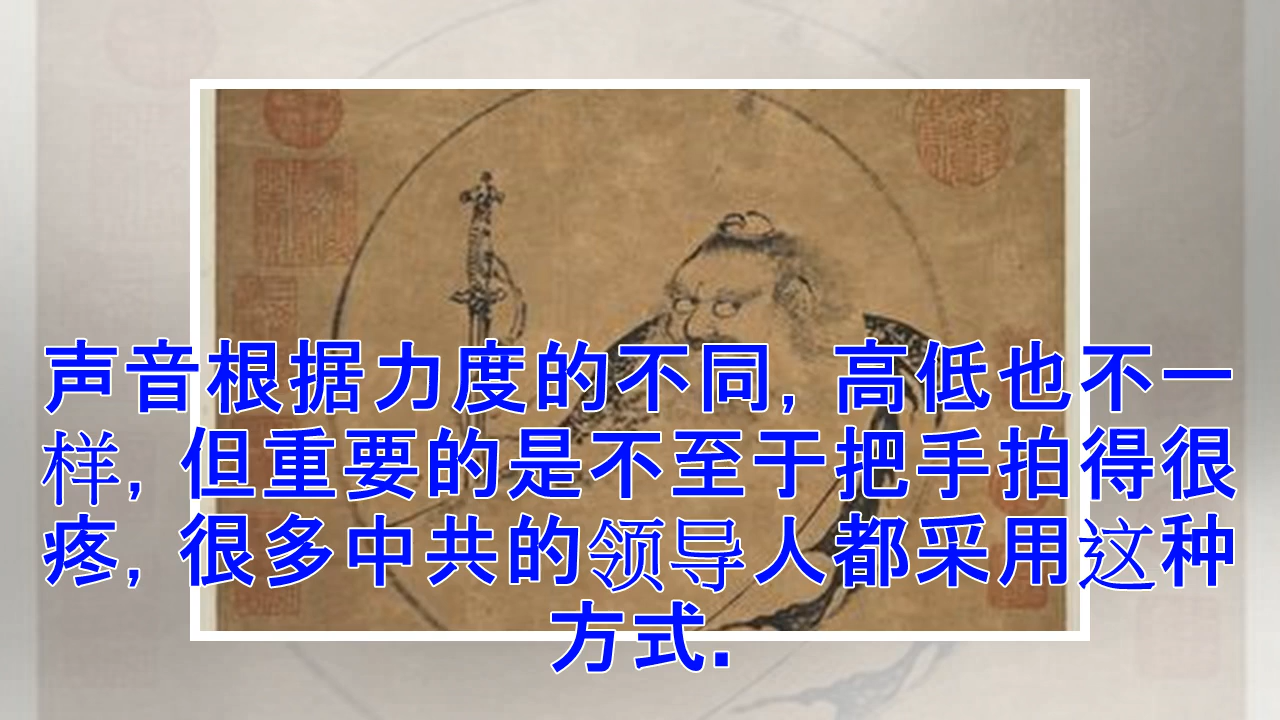 声音根据力度的不同, 高低也不一
样, 但重要的是不至于把手拍得很
疼, 很多中共的领导人都采用这种
方式.